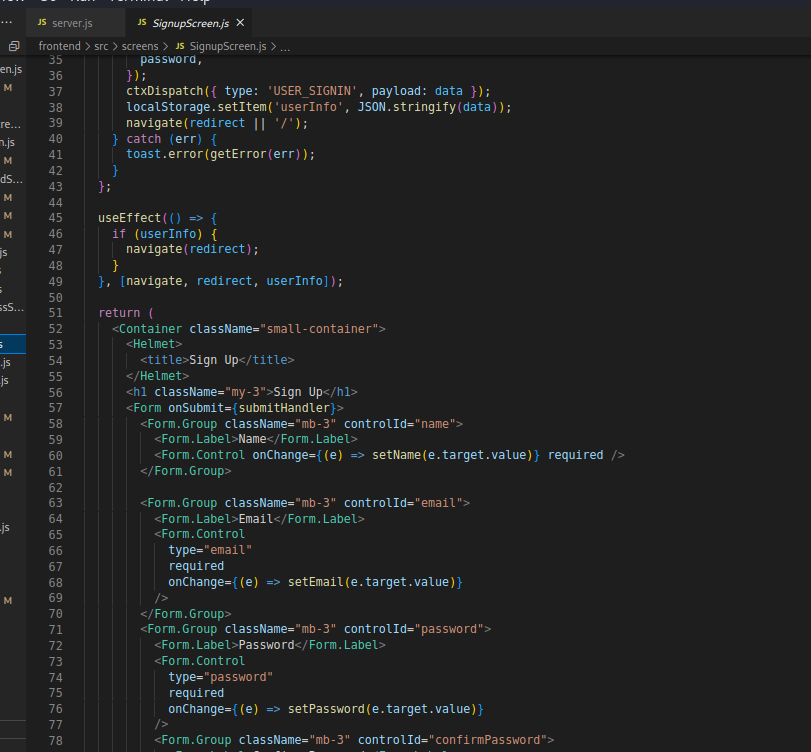 JS server.js
JS SignupScreen.js ×
frontend > src > screens > JS SignupScreen.js > ...
35 password,
36 });
37 ctxDispatch({ type: 'USER_SIGNIN', payload: data });
38 localStorage.setItem('userInfo', JSON.stringify(data));
39 navigate(redirect || '/');
40 } catch (err) {
41 toast.error(getError(err));
42 }
43 };
44
45 useEffect(() => {
46 if (userInfo) {
47 navigate(redirect);
48 }
49 }, [navigate, redirect, userInfo]);
50
51 return (
52 <Container className="small-container">
53 <Helmet>
54 <title>Sign Up</title>
55 </Helmet>
56 <h1 className="my-3">Sign Up</h1>
57 <Form onSubmit={submitHandler}>
58 <Form.Group className="mb-3" controlId="name">
59 <Form.Label>Name</Form.Label>
60 <Form.Control onChange={(e) => setName(e.target.value)} required />
61 </Form.Group>
62
63 <Form.Group className="mb-3" controlId="email">
64 <Form.Label>Email</Form.Label>
65 <Form.Control
66 type="email"
67 required
68 onChange={(e) => setEmail(e.target.value)}
69 />
70 </Form.Group>
71 <Form.Group className="mb-3" controlId="password">
72 <Form.Label>Password</Form.Label>
73 <Form.Control
74 type="password"
75 required
76 onChange={(e) => setPassword(e.target.value)}
77 />
78 <Form.Group className="mb-3" controlId="confirmPassword">